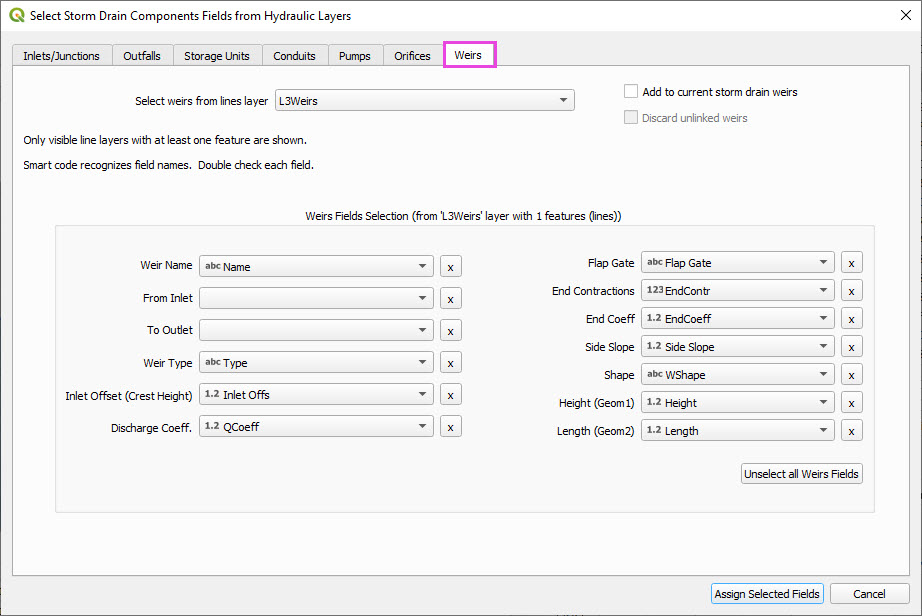 Select Storm Drain Components Fields from Hydraulic Layers
Inlets/Junctions Outfalls Storage Units Conduits Pumps Orifices Weirs
Select weirs from lines layer L3Weirs
Add to current storm drain weirs
Discard unlinked weirs
Only visible line layers with at least one feature are shown.
Smart code recognizes field names. Double check each field.
Weirs Fields Selection (from 'L3Weirs' layer with 1 features (lines))
Weir Name abc Name x
From Inlet x
To Outlet x
Weir Type abc Type x
Inlet Offset (Crest Height) 1.2 Inlet Offs x
Discharge Coeff. 1.2 QCoeff x
Flap Gate abc Flap Gate x
End Contractions 123 EndContr x
End Coeff 1.2 EndCoeff x
Side Slope 1.2 Side Slope x
Shape abc WShape x
Height (Geom1) 1.2 Height x
Length (Geom2) 1.2 Length x
Unselect all Weirs Fields
Assign Selected Fields Cancel